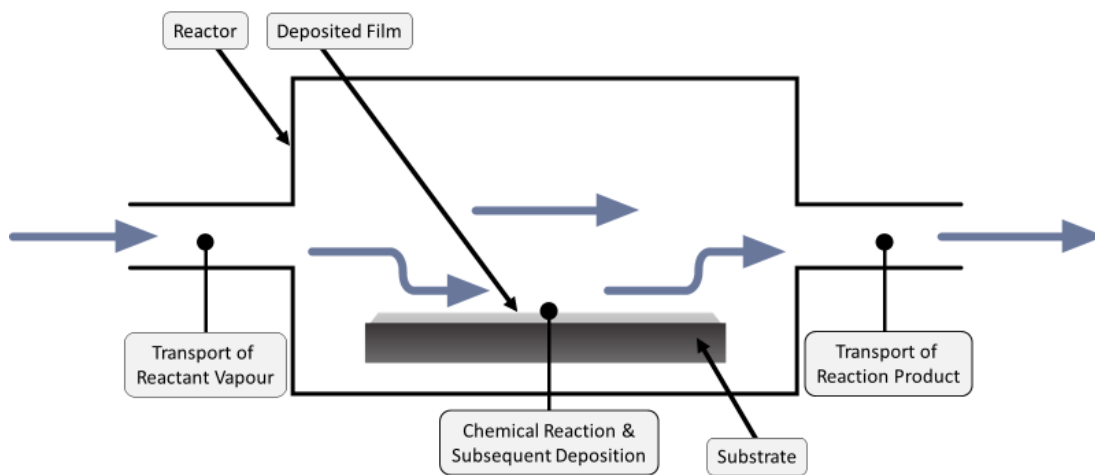 Reactor
Deposited Film
Transport of
Reactant Vapour
Transport of
Reaction Product
Chemical Reaction &
Subsequent Deposition
Substrate